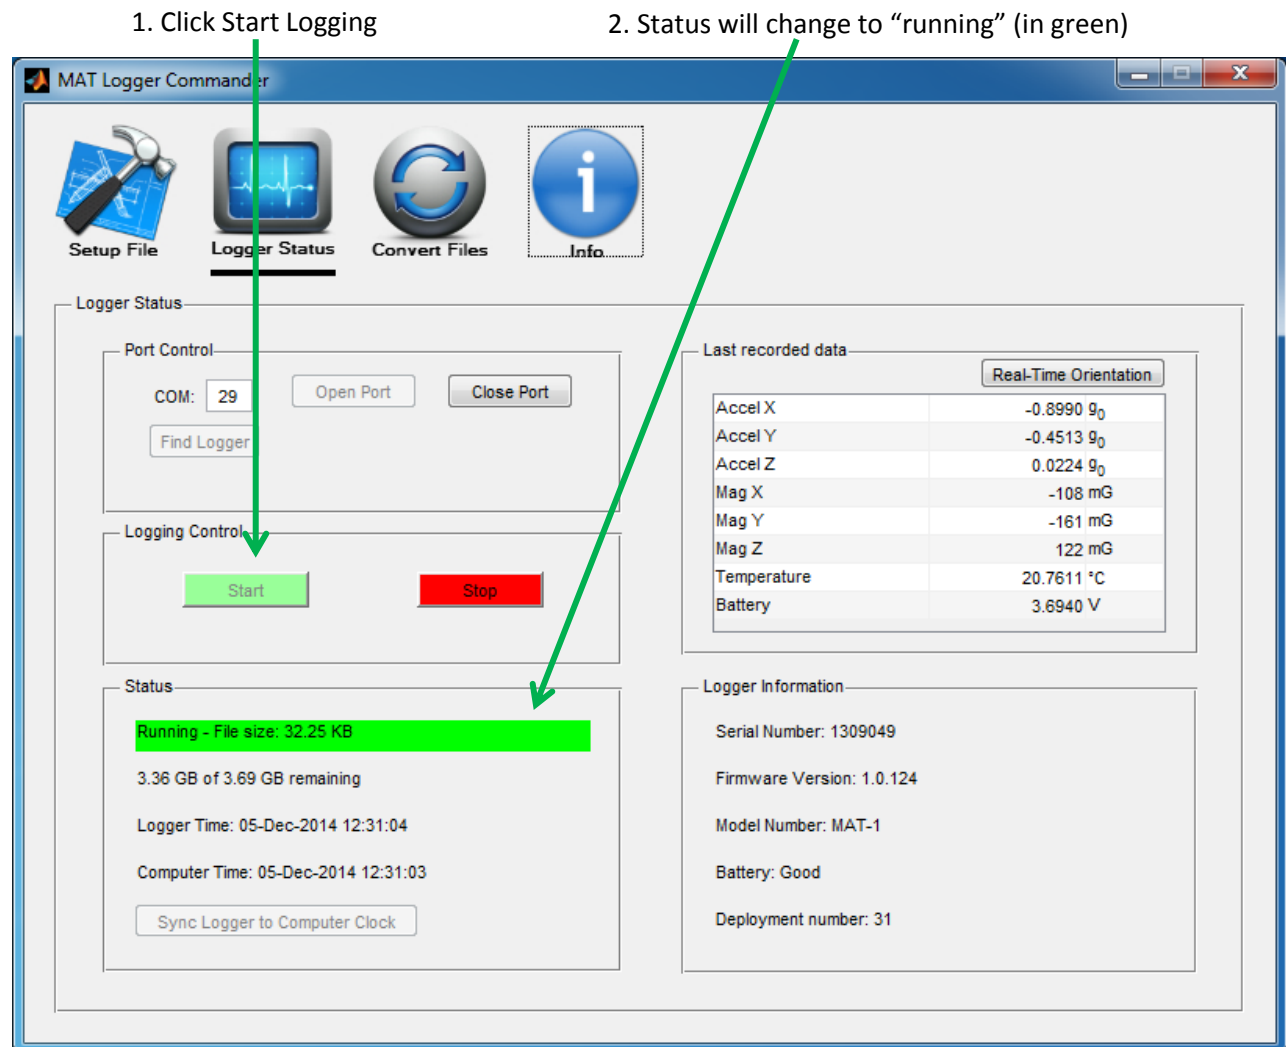 1. Click Start Logging
2. Status will change to “running” (in green)
MAT Logger Commander
Setup File
Logger Status
Convert Files
Info
Logger Status
Port Control
COM: 29
Open Port
Close Port
Find Logger
Logging Control
Start
Stop
Status
Running - File size: 32.25 KB
3.36 GB of 3.69 GB remaining
Logger Time: 05-Dec-2014 12:31:04
Computer Time: 05-Dec-2014 12:31:03
Sync Logger to Computer Clock
Last recorded data
Real-Time Orientation
Accel X -0.8990 g0
Accel Y -0.4513 g0
Accel Z 0.0224 g0
Mag X -108 mG
Mag Y -161 mG
Mag Z 122 mG
Temperature 20.7611 °C
Battery 3.6940 V
Logger Information
Serial Number: 1309049
Firmware Version: 1.0.124
Model Number: MAT-1
Battery: Good
Deployment number: 31